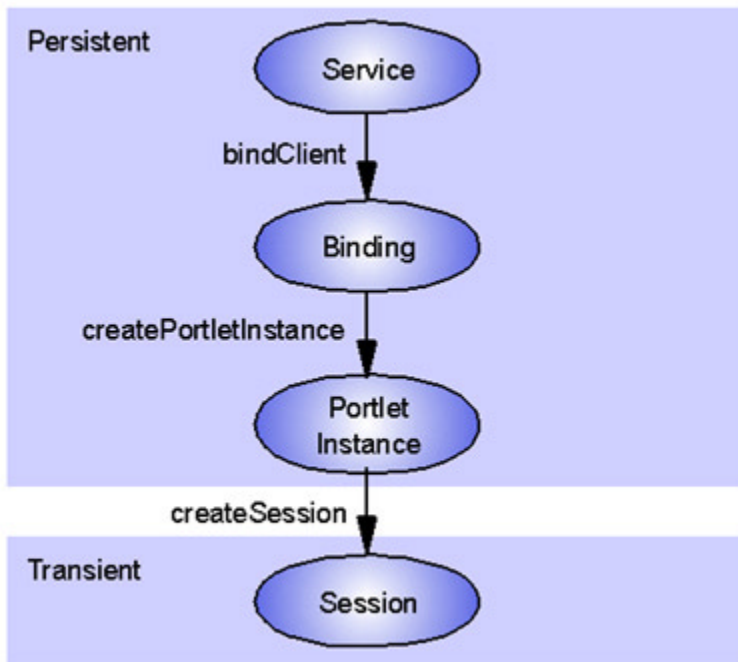 Persistent
Service
bindClient
Binding
createPortletInstance
Portlet
Instance
createSession
Transient
Session